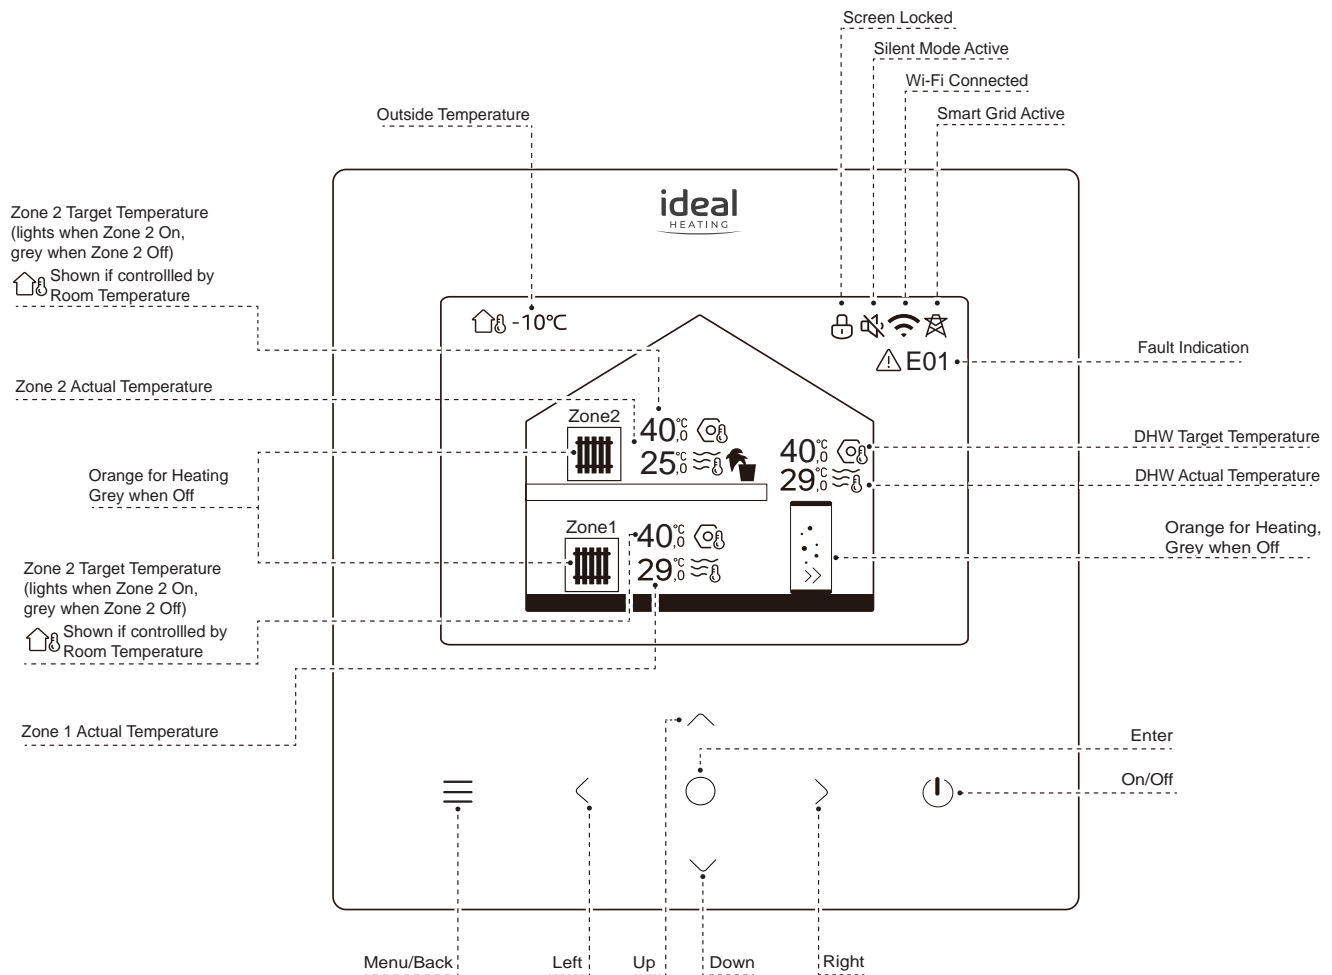 Screen Locked
Silent Mode Active
Wi-Fi Connected
Smart Grid Active
Outside Temperature
Zone 2 Target Temperature
(lights when Zone 2 On,
grey when Zone 2 Off)
Shown if controllled by
Room Temperature
Zone 2 Actual Temperature
Orange for Heating
Grey when Off
Zone 2 Target Temperature
(lights when Zone 2 On,
grey when Zone 2 Off)
Shown if controllled by
Room Temperature
Zone 1 Actual Temperature
ideal
HEATING
-10°C
E01
Zone2
40,0 °C
25,0 °C
40,0 °C
29,0 °C
Zone1
40,0 °C
29,0 °C
Fault Indication
DHW Target Temperature
DHW Actual Temperature
Orange for Heating,
Grey when Off
Enter
On/Off
Menu/Back
Left
Up
Down
Right